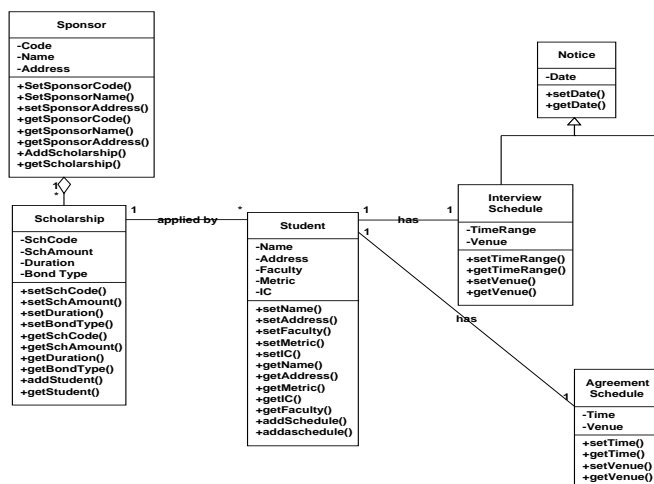 Sponsor
-Code
-Name
-Address
+SetSponsorCode()
+SetSponsorName()
+setSponsorAddress()
+getSponsorCode()
+getSponsorName()
+getSponsorAddress()
+AddScholarship()
+getScholarship()
1
*
Scholarship
-SchCode
-SchAmount
-Duration
-Bond Type
+setSchCode()
+setSchAmount()
+setDuration()
+setBondType()
+getSchCode()
+getSchAmount()
+getDuration()
+getBondType()
+addStudent()
+getStudent()
1
applied by
*
Student
-Name
-Address
-Faculty
-Metric
-IC
+setName()
+setAddress()
+setFaculty()
+setMetric()
+setIC()
+getName()
+getAddress()
+getMetric()
+getIC()
+getFaculty()
+addSchedule()
+addaschedule()
1
has
1
1
has
1
Notice
-Date
+setDate()
+getDate()
Interview
Schedule
-TimeRange
-Venue
+setTimeRange()
+getTimeRange()
+setVenue()
+getVenue()
Agreement
Schedule
-Time
-Venue
+setTime()
+getTime()
+setVenue()
+getVenue()